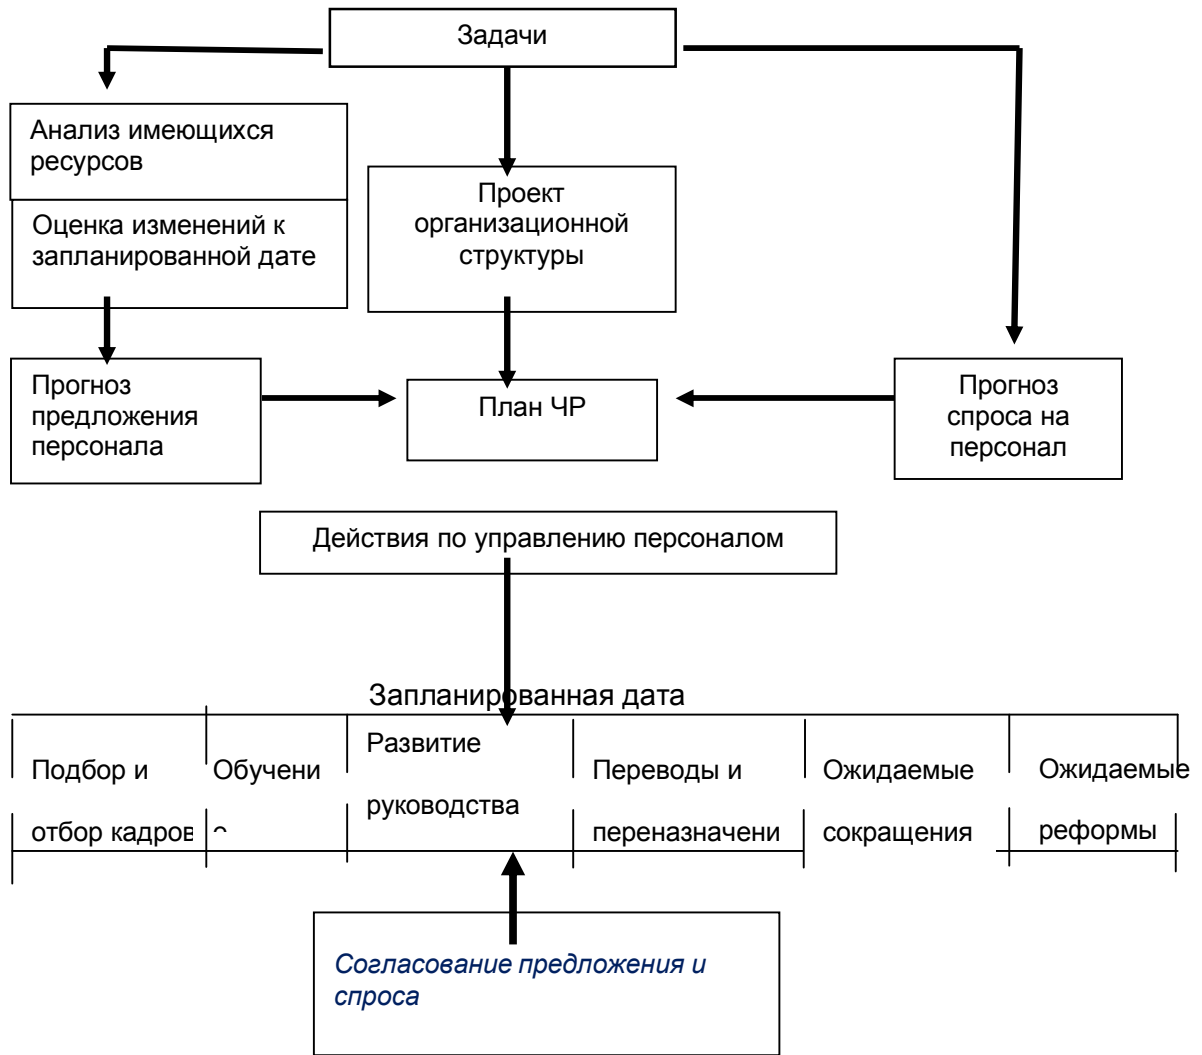 Задачи
Анализ имеющихся
ресурсов
Оценка изменений к
запланированной дате
Проект
организационной
структуры
Прогноз
предложения
персонала
План ЧР
Прогноз
спроса на
персонал
Действия по управлению персоналом
Запланированная дата
Подбор и
отбор кадров
Обучени
Развитие
руководства
Переводы и
переназначени
Ожидаемые
сокращения
Ожидаемые
реформы
Согласование предложения и
спроса